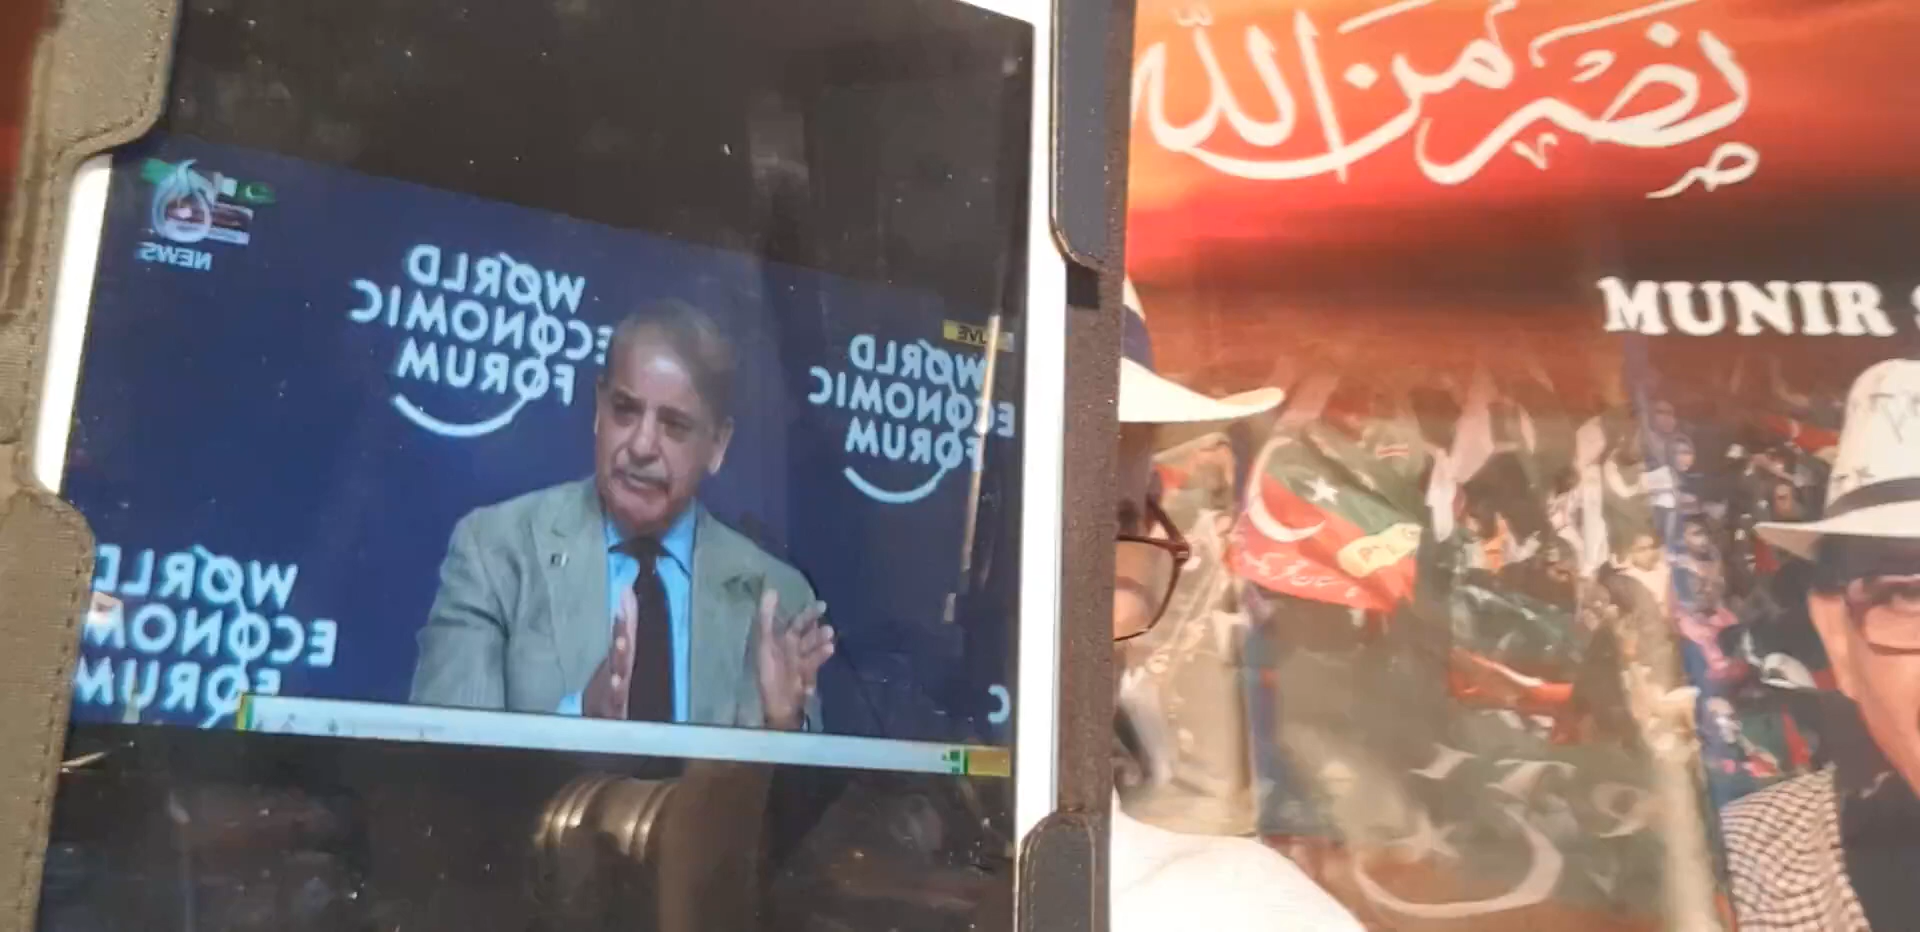 NEWS
WORLD
ECONOMIC
FORUM
LIVE
WORLD
ECONOMIC
FORUM
WORLD
ECONOMIC
FORUM
نصر من الله
MUNIR